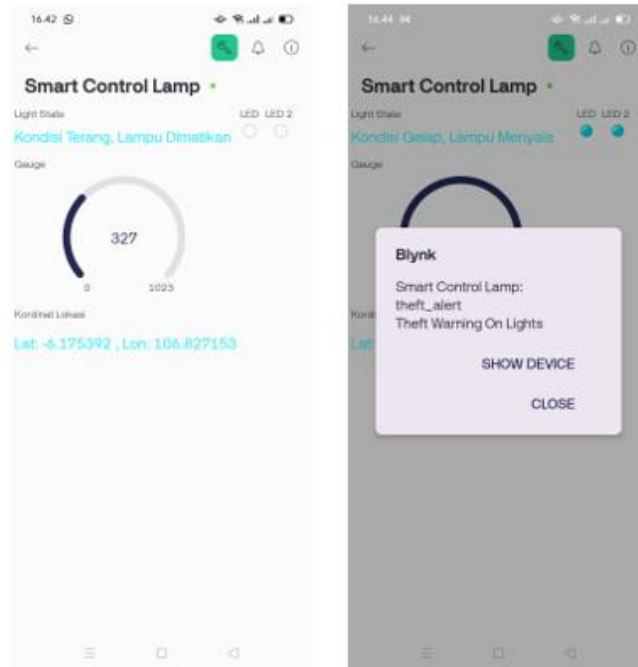 16.42
Smart Control Lamp
Light State
LED LED 2
Kondisi Terang, Lampu Dimatikan
Gauge
327
0 1023
Kordinat Lokasi
Lat: -6.175392 , Lon: 106.827153
16.44
Smart Control Lamp
Light State
LED LED 2
Kondisi Gelap, Lampu Menyala
Gauge
Blynk
Smart Control Lamp:
theft_alert
Theft Warning On Lights
SHOW DEVICE
CLOSE
Kord
Lat: